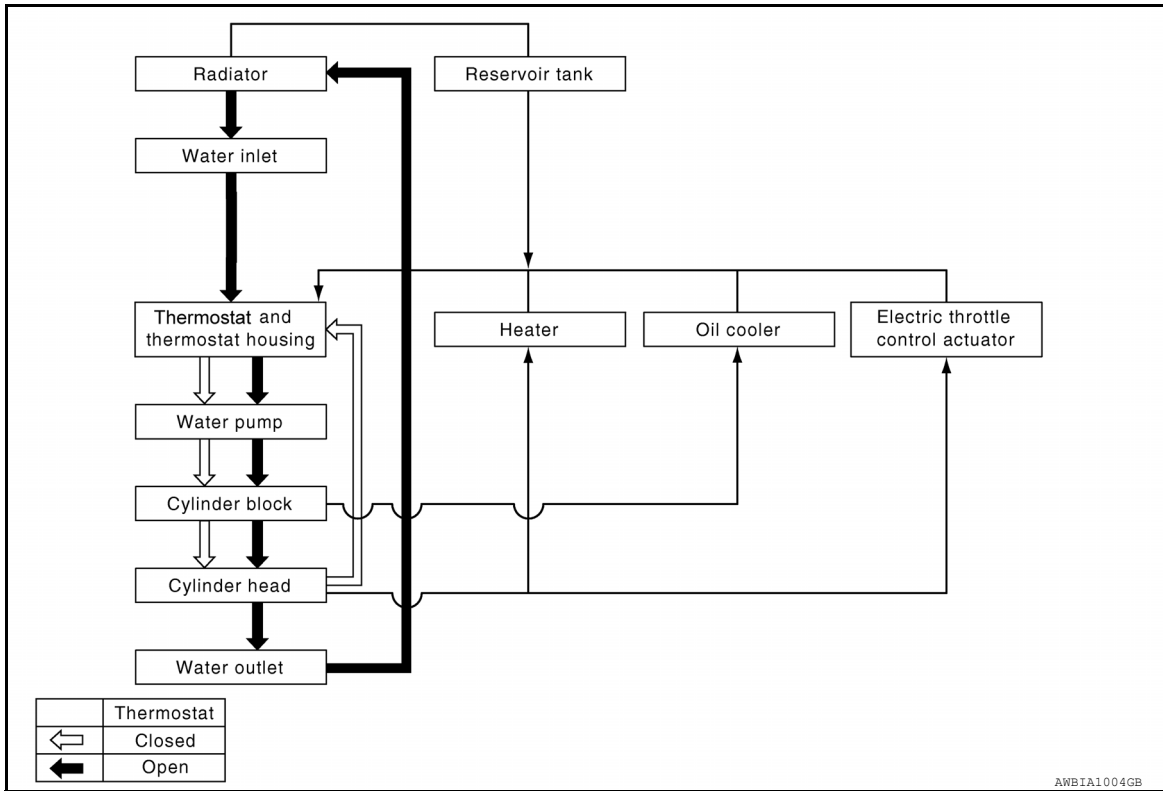 Radiator
Reservoir tank
Water inlet
Thermostat and
thermostat housing
Heater
Oil cooler
Electric throttle
control actuator
Water pump
Cylinder block
Cylinder head
Water outlet
Thermostat
Closed
Open
AWBIA1004GB